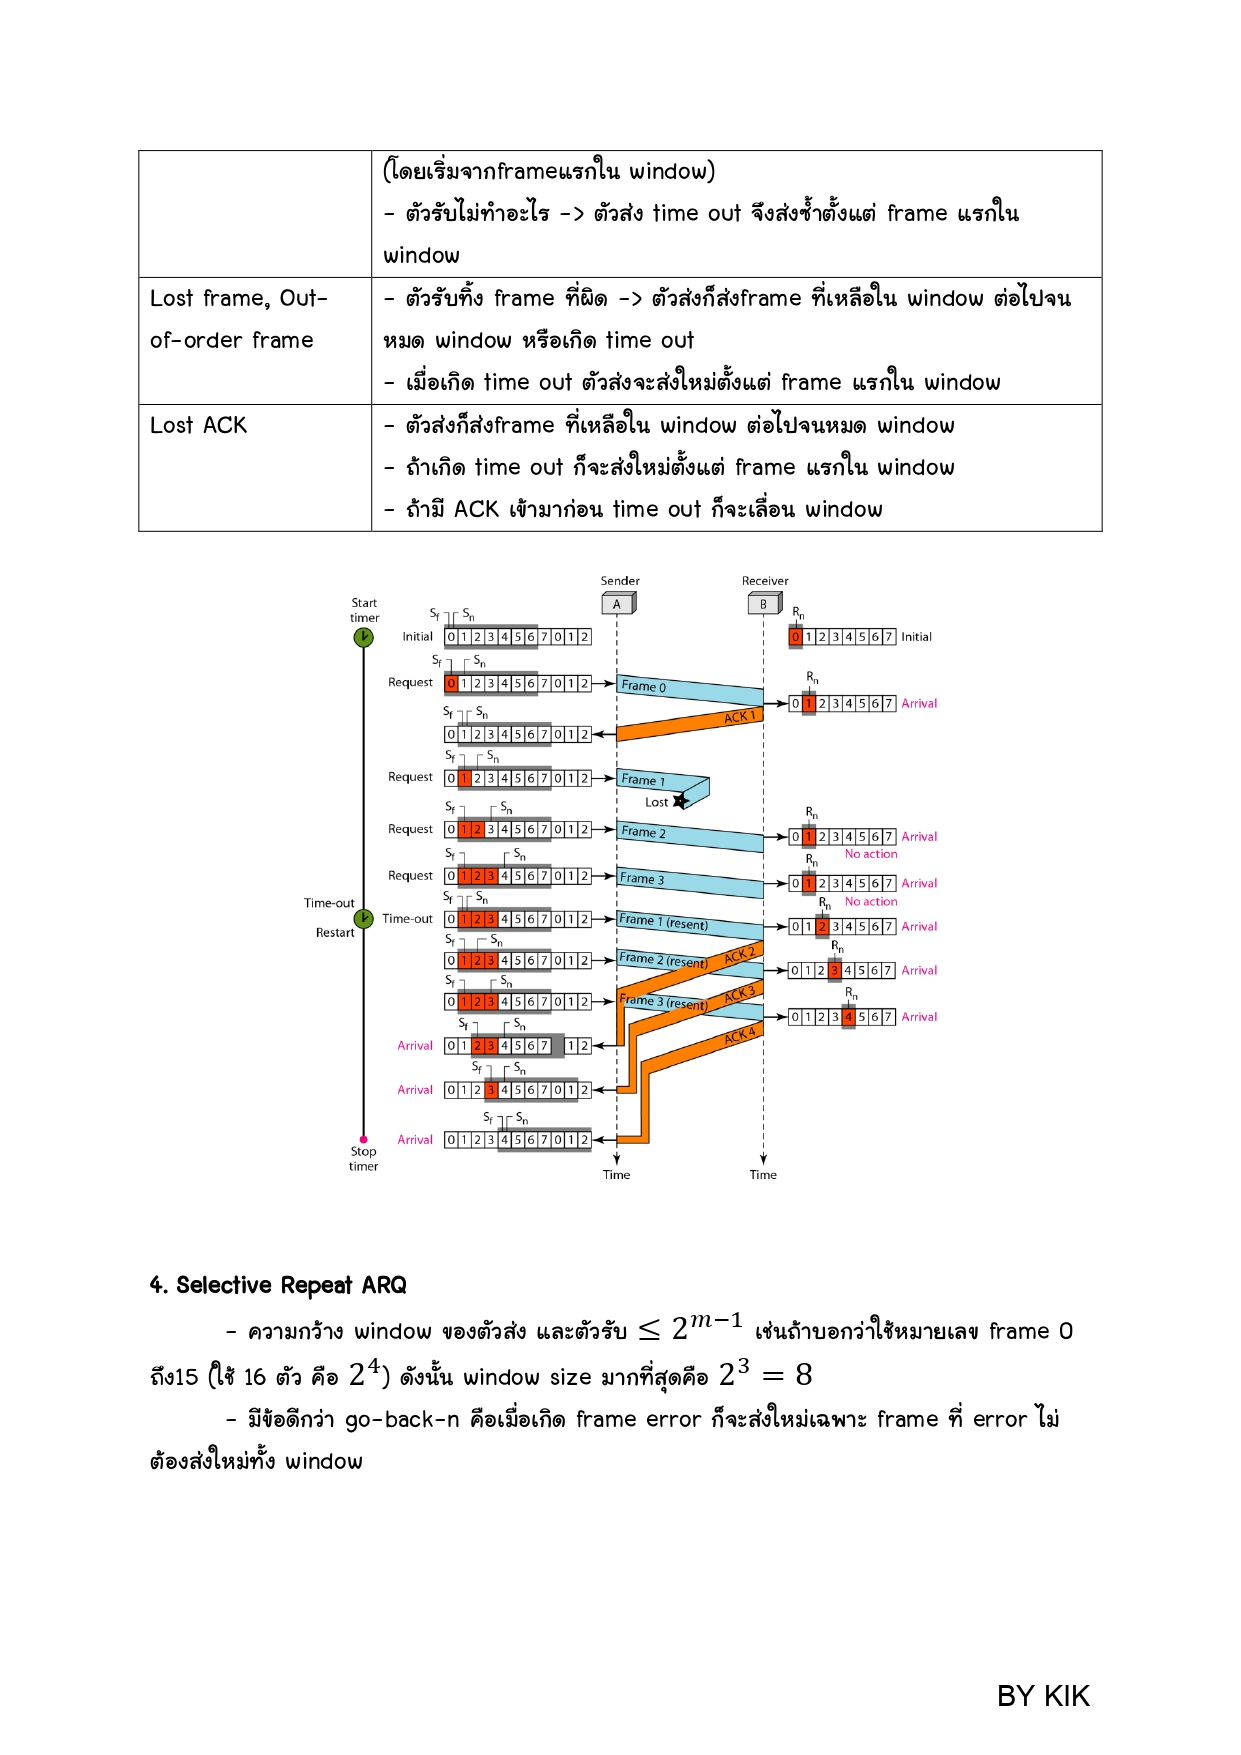 (โดยเริ่มจากframeแรกใน window)
- ตัวรับไม่ทำอะไร -> ตัวส่ง time out จึงส่งซ้ำตั้งแต่ frame แรกใน
window
Lost frame, Out-
of-order frame
- ตัวรับทิ้ง frame ที่ผิด -> ตัวส่งก็ส่งframe ที่เหลือใน window ต่อไปจน
หมด window หรือเกิด time out
- เมื่อเกิด time out ตัวส่งจะส่งใหม่ตั้งแต่ frame แรกใน window
Lost ACK
- ตัวส่งก็ส่งframe ที่เหลือใน window ต่อไปจนหมด window
- ถ้าเกิด time out ก็จะส่งใหม่ตั้งแต่ frame แรกใน window
- ถ้ามี ACK เข้ามาก่อน time out ก็จะเลื่อน window
Sender Receiver
A B
Start
timer
Sf Sn Rn
Initial 0 1 2 3 4 5 6 7 0 1 2 0 1 2 3 4 5 6 7 Initial
Sf Sn
Request 0 1 2 3 4 5 6 7 0 1 2 Frame 0
Rn
0 1 2 3 4 5 6 7 Arrival
Sf Sn
0 1 2 3 4 5 6 7 0 1 2 ACK 1
Sf Sn
Request 0 1 2 3 4 5 6 7 0 1 2 Frame 1
Lost
Sf Sn Rn
Request 0 1 2 3 4 5 6 7 0 1 2 Frame 2 0 1 2 3 4 5 6 7 Arrival
No action
Sf Sn Rn
Request 0 1 2 3 4 5 6 7 0 1 2 Frame 3 0 1 2 3 4 5 6 7 Arrival
No action
Time-out
Restart
Sf Sn Rn
Time-out 0 1 2 3 4 5 6 7 0 1 2 Frame 1 (resent) 0 1 2 3 4 5 6 7 Arrival
Sf Sn Rn
0 1 2 3 4 5 6 7 0 1 2 Frame 2 (resent) ACK 2 0 1 2 3 4 5 6 7 Arrival
Sf Sn Rn
0 1 2 3 4 5 6 7 0 1 2 Frame 3 (resent) ACK 3 0 1 2 3 4 5 6 7 Arrival
Sf Sn
Arrival 0 1 2 3 4 5 6 7 1 2 ACK 4
Sf Sn
Arrival 0 1 2 3 4 5 6 7 0 1 2
Sf Sn
Arrival 0 1 2 3 4 5 6 7 0 1 2
Stop
timer
Time Time
4. Selective Repeat ARQ
- ความกว้าง window ของตัวส่ง และตัวรับ ≤ 2^{m−1} เช่นถ้าบอกว่าใช้หมายเลข frame 0
ถึง15 (ใช้ 16 ตัว คือ 2^4) ดังนั้น window size มากที่สุดคือ 2^3 = 8
- มีข้อดีกว่า go-back-n คือเมื่อเกิด frame error ก็จะส่งใหม่เฉพาะ frame ที่ error ไม่
ต้องส่งใหม่ทั้ง window
BY KIK